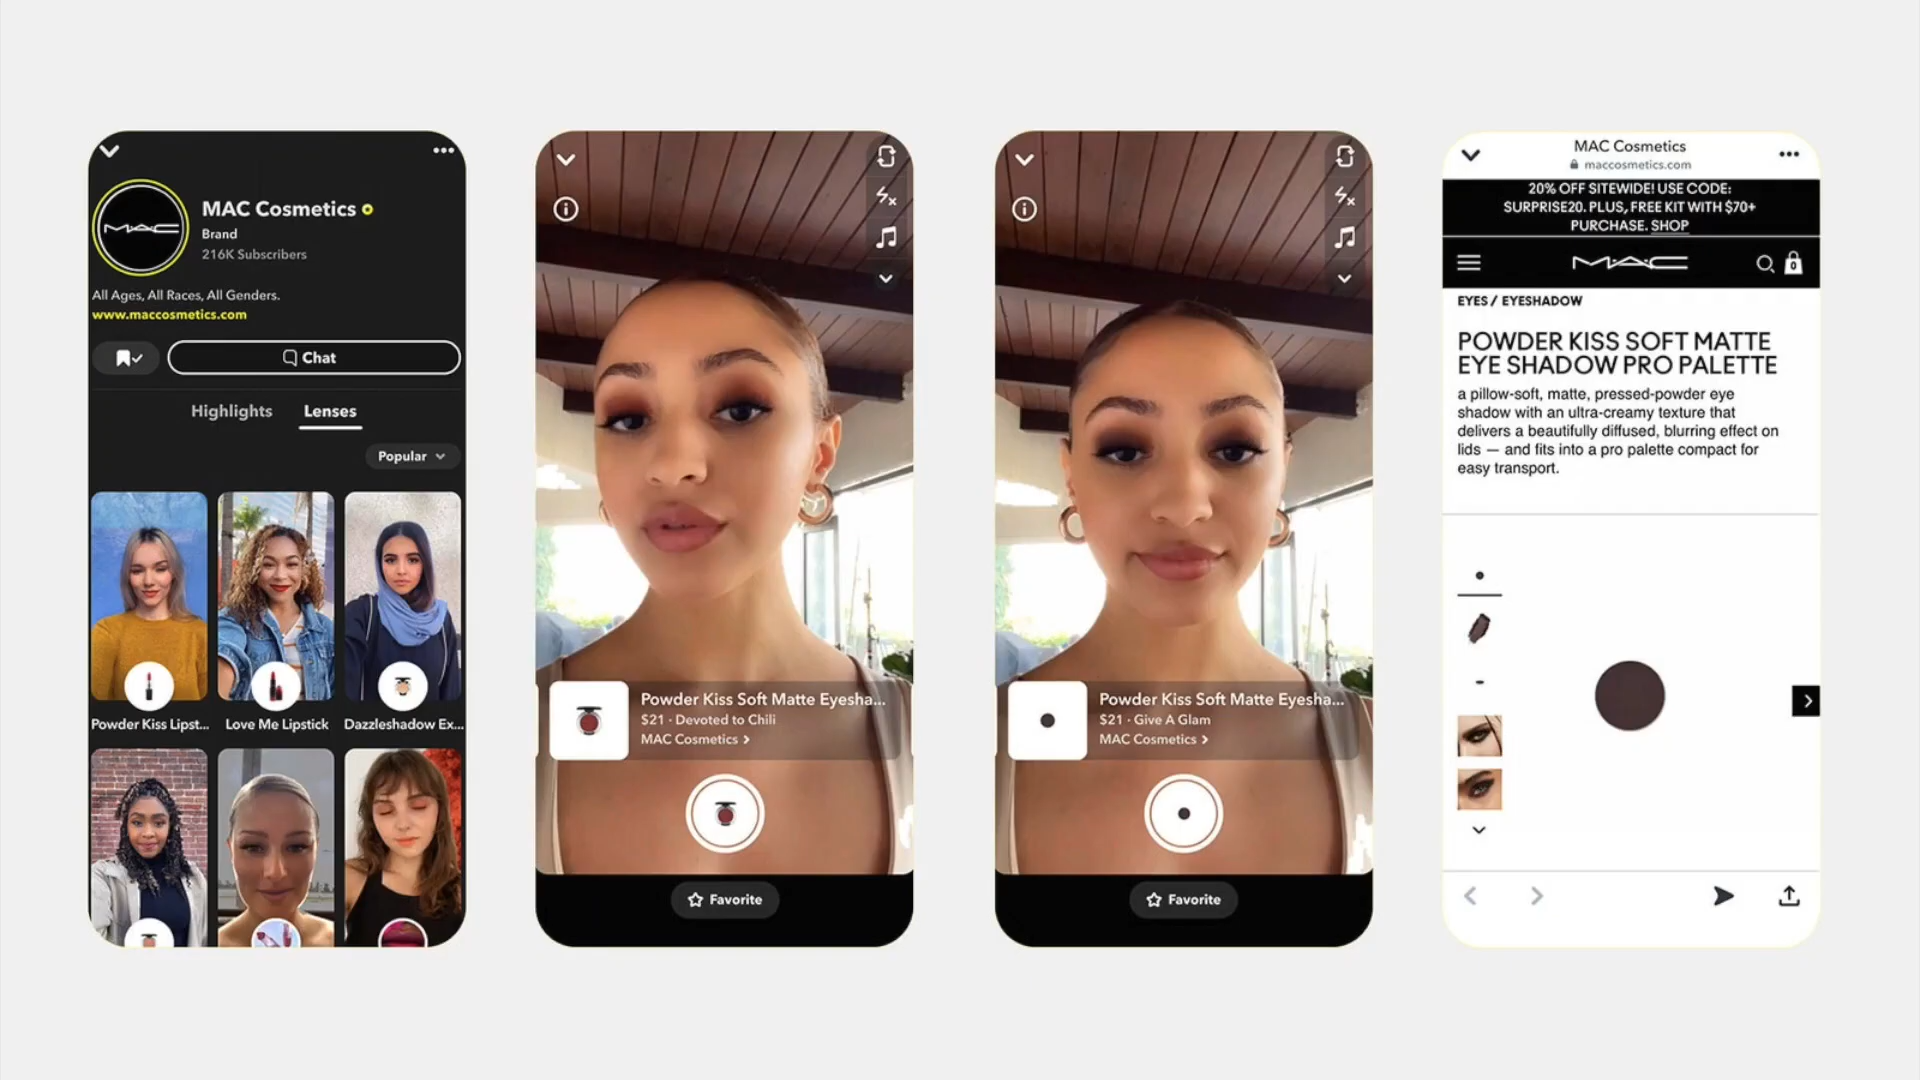 MAC
MAC Cosmetics
Brand
216K Subscribers
All Ages, All Races, All Genders.
www.maccosmetics.com
Chat
Highlights
Lenses
Popular
Powder Kiss Lipst...
Love Me Lipstick
Dazzleshadow Ex...
Powder Kiss Soft Matte Eyesha...
$21 · Devoted to Chili
MAC Cosmetics
Favorite
Powder Kiss Soft Matte Eyesha...
$21 · Give A Glam
MAC Cosmetics
Favorite
MAC Cosmetics
maccosmetics.com
20% OFF SITEWIDE! USE CODE:
SURPRISE20. PLUS, FREE KIT WITH $70+
PURCHASE. SHOP
MAC
0
EYES / EYESHADOW
POWDER KISS SOFT MATTE
EYE SHADOW PRO PALETTE
a pillow-soft, matte, pressed-powder eye
shadow with an ultra-creamy texture that
delivers a beautifully diffused, blurring effect on
lids — and fits into a pro palette compact for
easy transport.